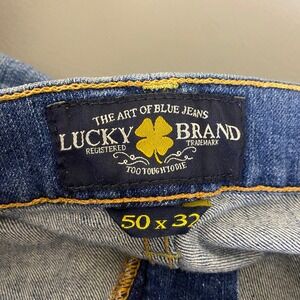 THE ART OF BLUE JEANS
LUCKY BRAND
REGISTERED TRADEMARK
TOO TOUGH TO DIE
50 x 32